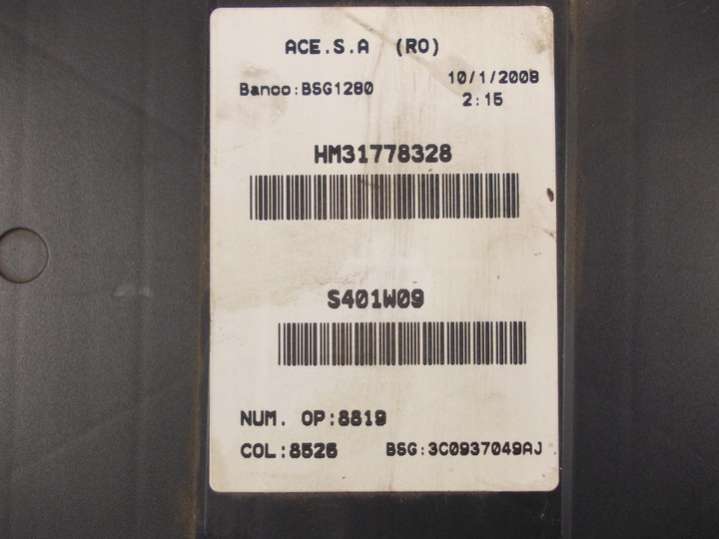 ACE.S.A (RO)
Banco:BSG1280
10/1/2008
2:15
HM31778328
S401W09
NUM. OP:8819
COL:8526
BSG:3C0937049AJ